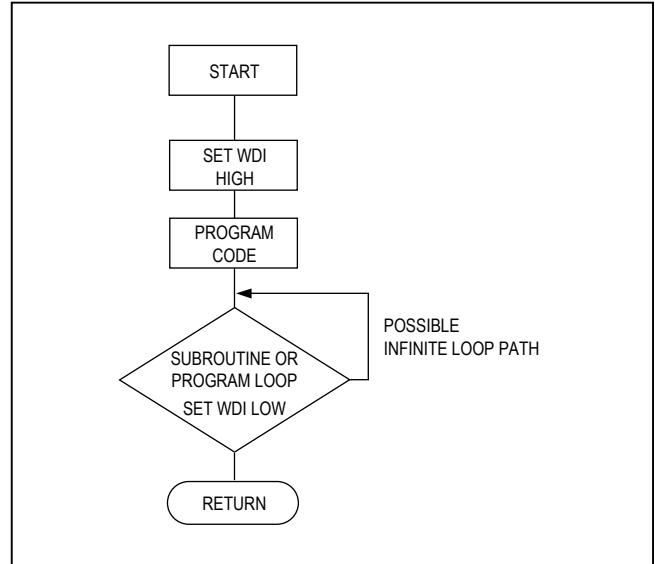 START
SET WDI
HIGH
PROGRAM
CODE
POSSIBLE
INFINITE LOOP PATH
SUBROUTINE OR
PROGRAM LOOP
SET WDI LOW
RETURN